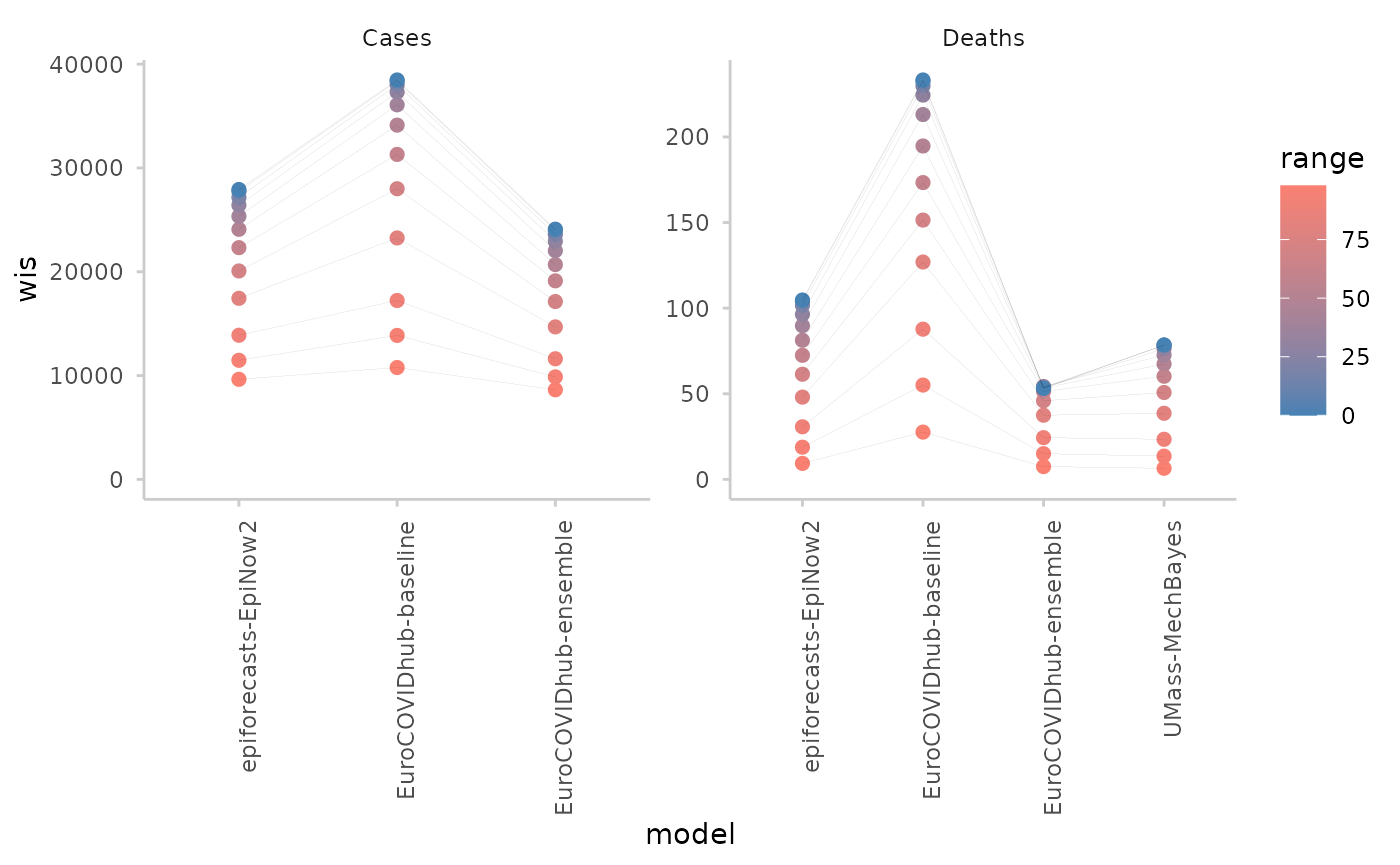 Cases
Deaths
40000
30000
20000
10000
0
wis
200
150
100
50
0
range
75
50
25
0
epiforecasts-EpiNow2
EuroCOVIDhub-baseline
EuroCOVIDhub-ensemble
epiforecasts-EpiNow2
EuroCOVIDhub-baseline
EuroCOVIDhub-ensemble
UMass-MechBayes
model